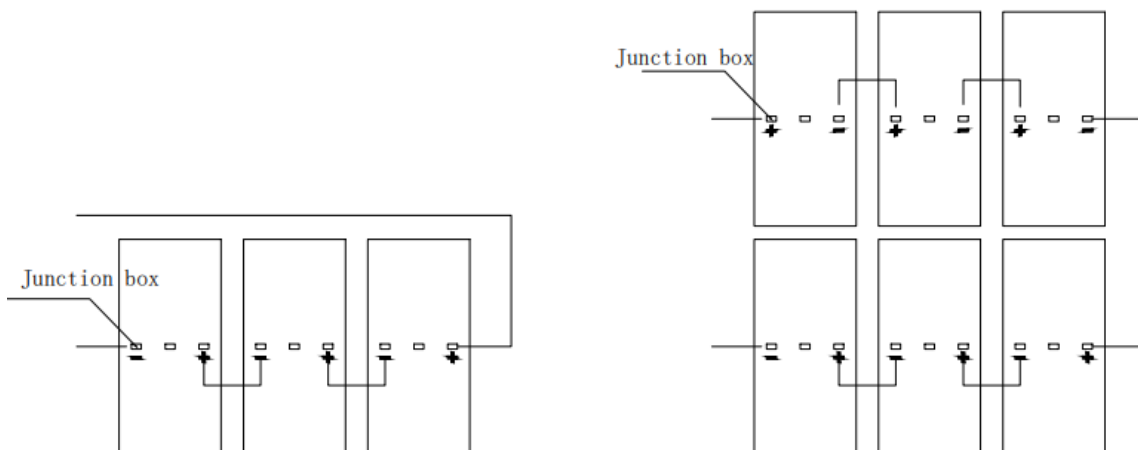 Junction box
+ - + - + -
Junction box
- + - + - +
- + - + - +